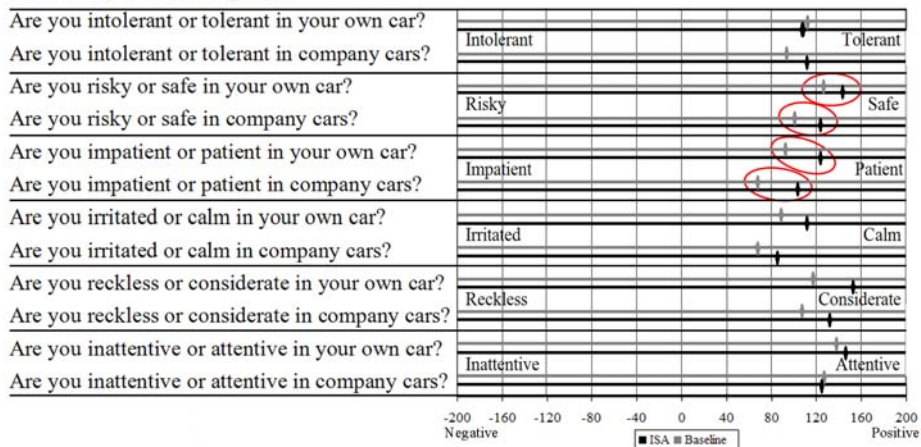 Are you intolerant or tolerant in your own car?
Intolerant Tolerant
Are you intolerant or tolerant in company cars?
Are you risky or safe in your own car?
Risky Safe
Are you risky or safe in company cars?
Are you impatient or patient in your own car?
Impatient Patient
Are you impatient or patient in company cars?
Are you irritated or calm in your own car?
Irritated Calm
Are you irritated or calm in company cars?
Are you reckless or considerate in your own car?
Reckless Considerate
Are you reckless or considerate in company cars?
Are you inattentive or attentive in your own car?
Inattentive Attentive
Are you inattentive or attentive in company cars?
-200 -160 -120 -80 -40 0 40 80 120 160 200
Negative Positive
ISA Baseline